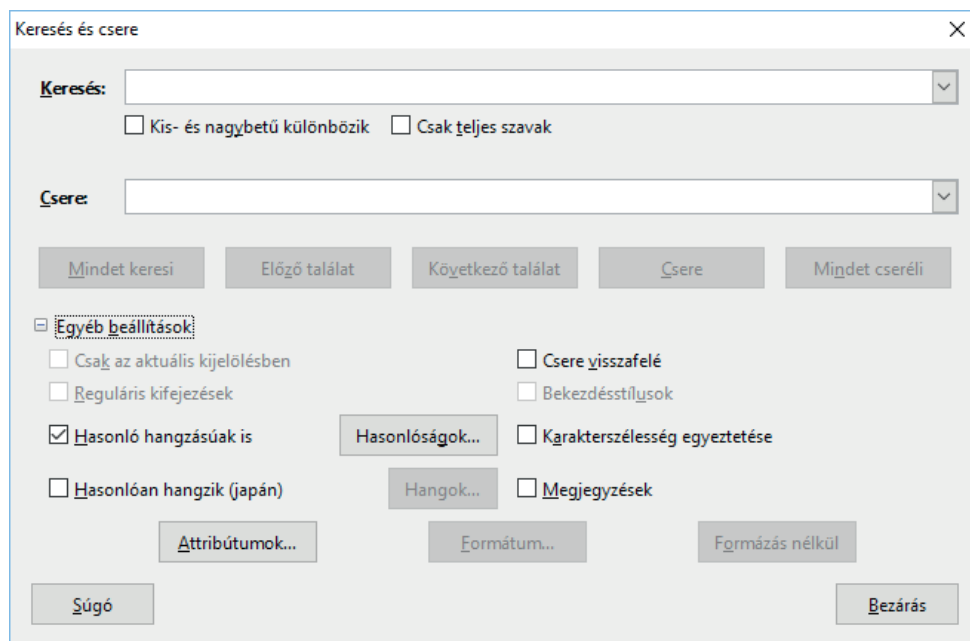 Keresés és csere
Keresés:
Kis- és nagybetű különbözik Csak teljes szavak
Csere:
Mindet keresi Előző találat Következő találat Csere Mindet cseréli
Egyéb beállítások
Csak az aktuális kijelölésben Csere visszafelé
Reguláris kifejezések Bekezdésstílusok
Hasonló hangzásúak is Hasonlóságok... Karakterszélesség egyeztetése
Hasonlóan hangzik (japán) Hangok... Megjegyzések
Attribútumok... Formátum... Formázás nélkül
Súgó Bezárás